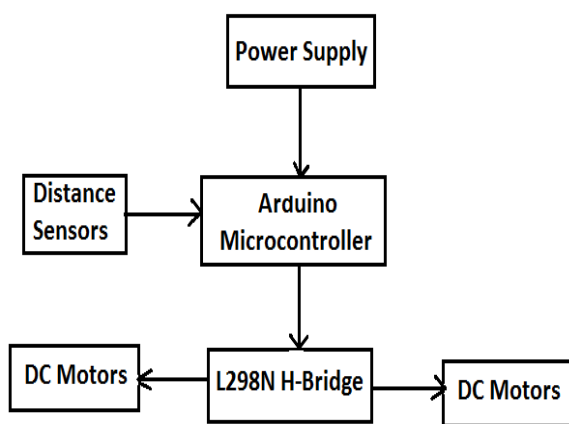 Power Supply
Distance
Sensors
Arduino
Microcontroller
DC Motors
L298N H-Bridge
DC Motors